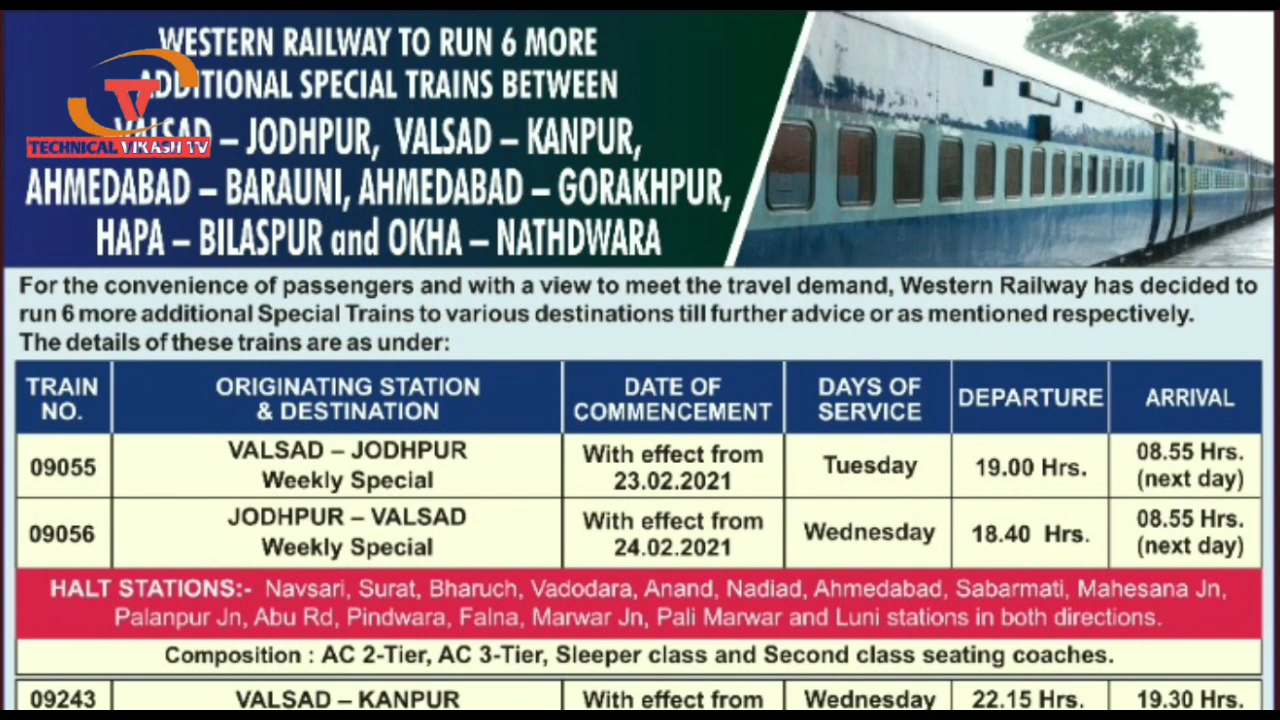 WESTERN RAILWAY TO RUN 6 MORE
ADDITIONAL SPECIAL TRAINS BETWEEN
VALSAD – JODHPUR, VALSAD – KANPUR,
TECHNICAL VIKASH TV
AHMEDABAD – BARAUNI, AHMEDABAD – GORAKHPUR,
HAPA – BILASPUR and OKHA – NATHDWARA
For the convenience of passengers and with a view to meet the travel demand, Western Railway has decided to
run 6 more additional Special Trains to various destinations till further advice or as mentioned respectively.
The details of these trains are as under:
TRAIN NO. ORIGINATING STATION & DESTINATION DATE OF COMMENCEMENT DAYS OF SERVICE DEPARTURE ARRIVAL
09055 VALSAD – JODHPUR Weekly Special With effect from 23.02.2021 Tuesday 19.00 Hrs. 08.55 Hrs. (next day)
09056 JODHPUR – VALSAD Weekly Special With effect from 24.02.2021 Wednesday 18.40 Hrs. 08.55 Hrs. (next day)
HALT STATIONS:- Navsari, Surat, Bharuch, Vadodara, Anand, Nadiad, Ahmedabad, Sabarmati, Mahesana Jn,
Palanpur Jn, Abu Rd, Pindwara, Falna, Marwar Jn, Pali Marwar and Luni stations in both directions.
Composition : AC 2-Tier, AC 3-Tier, Sleeper class and Second class seating coaches.
09243 VALSAD – KANPUR With effect from Wednesday 22.15 Hrs. 19.30 Hrs.